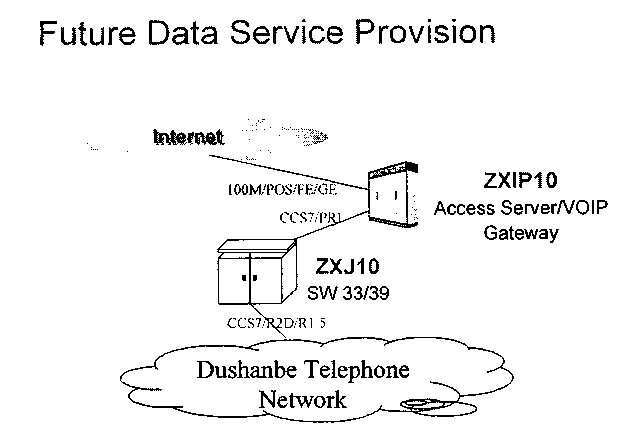 Future Data Service Provision
Internet
100M/POS/FE/GE
ZXIP10
Access Server/VOIP
Gateway
CCS7/PRI
ZXJ10
SW 33/39
CCS7/R2D/R1.5
Dushanbe Telephone
Network